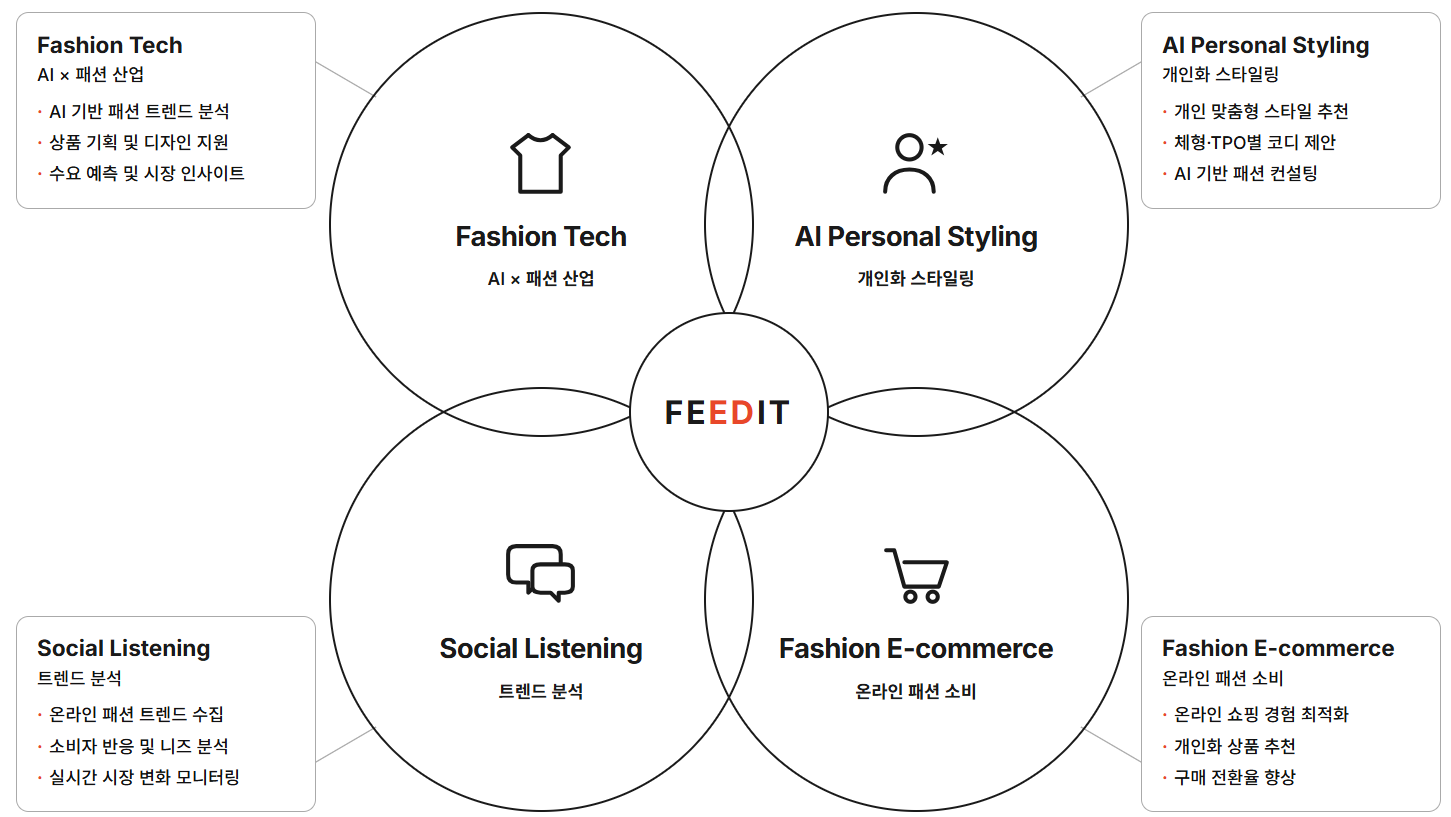 Fashion Tech
AI × 패션 산업
· AI 기반 패션 트렌드 분석
· 상품 기획 및 디자인 지원
· 수요 예측 및 시장 인사이트
AI Personal Styling
개인화 스타일링
· 개인 맞춤형 스타일 추천
· 체형·TPO별 코디 제안
· AI 기반 패션 컨설팅
Fashion Tech
AI × 패션 산업
AI Personal Styling
개인화 스타일링
FEEDIT
Social Listening
트렌드 분석
Fashion E-commerce
온라인 패션 소비
Social Listening
트렌드 분석
· 온라인 패션 트렌드 수집
· 소비자 반응 및 니즈 분석
· 실시간 시장 변화 모니터링
Fashion E-commerce
온라인 패션 소비
· 온라인 쇼핑 경험 최적화
· 개인화 상품 추천
· 구매 전환율 향상